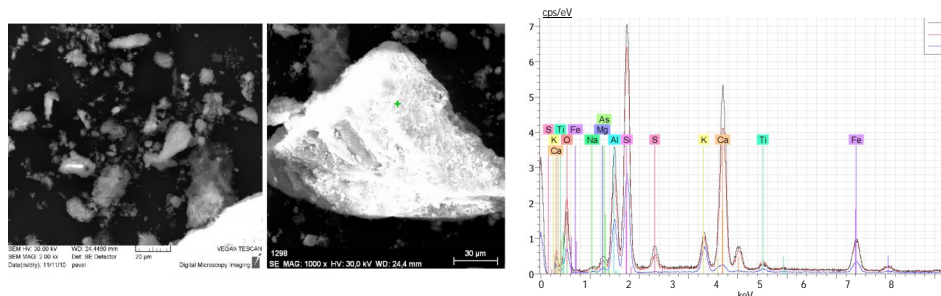 SEM HV: 30.00 kV WD: 24.4490 mm
SEM MAG: 2.00 kx Det: SE Detector
Date(m/d/y): 11/11/10 pavel
20 µm
VEGA\\ TESCAN
Digital Microscopy Imaging
1298
SE MAG: 1000 x HV: 30,0 kV WD: 24,4 mm
30 µm
cps/eV
7
6
5
4
3
2
1
0
As
S Ti Fe Mg
K O Na Al Si S K Ca Ti Fe
Ca
0 1 2 3 4 5 6 7 8
keV